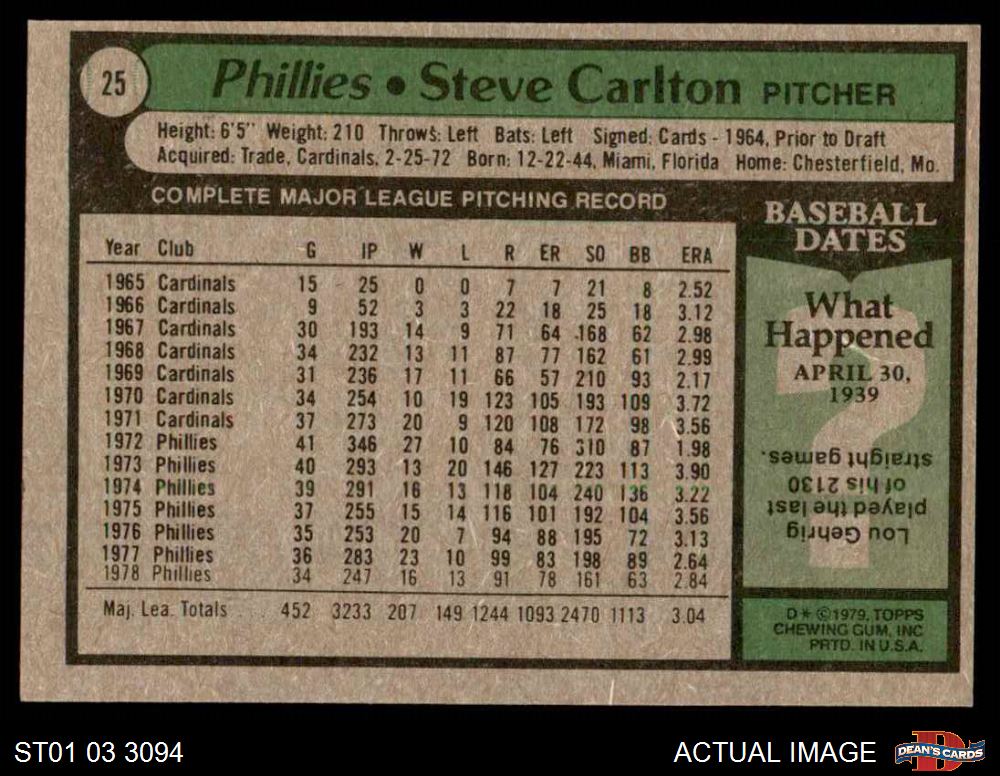 25
Phillies • Steve Carlton PITCHER
Height: 6'5" Weight: 210 Throws: Left Bats: Left Signed: Cards - 1964, Prior to Draft
Acquired: Trade, Cardinals, 2-25-72 Born: 12-22-44, Miami, Florida Home: Chesterfield, Mo.
COMPLETE MAJOR LEAGUE PITCHING RECORD
Year Club G IP W L R ER SO BB ERA
1965 Cardinals 15 25 0 0 7 7 21 8 2.52
1966 Cardinals 9 52 3 3 22 18 25 18 3.12
1967 Cardinals 30 193 14 9 71 64 168 62 2.98
1968 Cardinals 34 232 13 11 87 77 162 61 2.99
1969 Cardinals 31 236 17 11 66 57 210 93 2.17
1970 Cardinals 34 254 10 19 123 105 193 109 3.72
1971 Cardinals 37 273 20 9 120 108 172 98 3.56
1972 Phillies 41 346 27 10 84 76 310 87 1.98
1973 Phillies 40 293 13 20 146 127 223 113 3.90
1974 Phillies 39 291 16 13 118 104 240 136 3.22
1975 Phillies 37 255 15 14 116 101 192 104 3.56
1976 Phillies 35 253 20 7 94 88 195 72 3.13
1977 Phillies 36 283 23 10 99 83 198 89 2.64
1978 Phillies 34 247 16 13 91 78 161 63 2.84
Maj. Lea. Totals 452 3233 207 149 1244 1093 2470 1113 3.04
BASEBALL
DATES
What
Happened
APRIL 30,
1939
?
Lou Gehrig
played the last
of his 2130
straight games.
D * ©1979, TOPPS
CHEWING GUM, INC
PRTD. IN U.S.A.
ST01 03 3094
ACTUAL IMAGE
D
DEAN'S CARDS